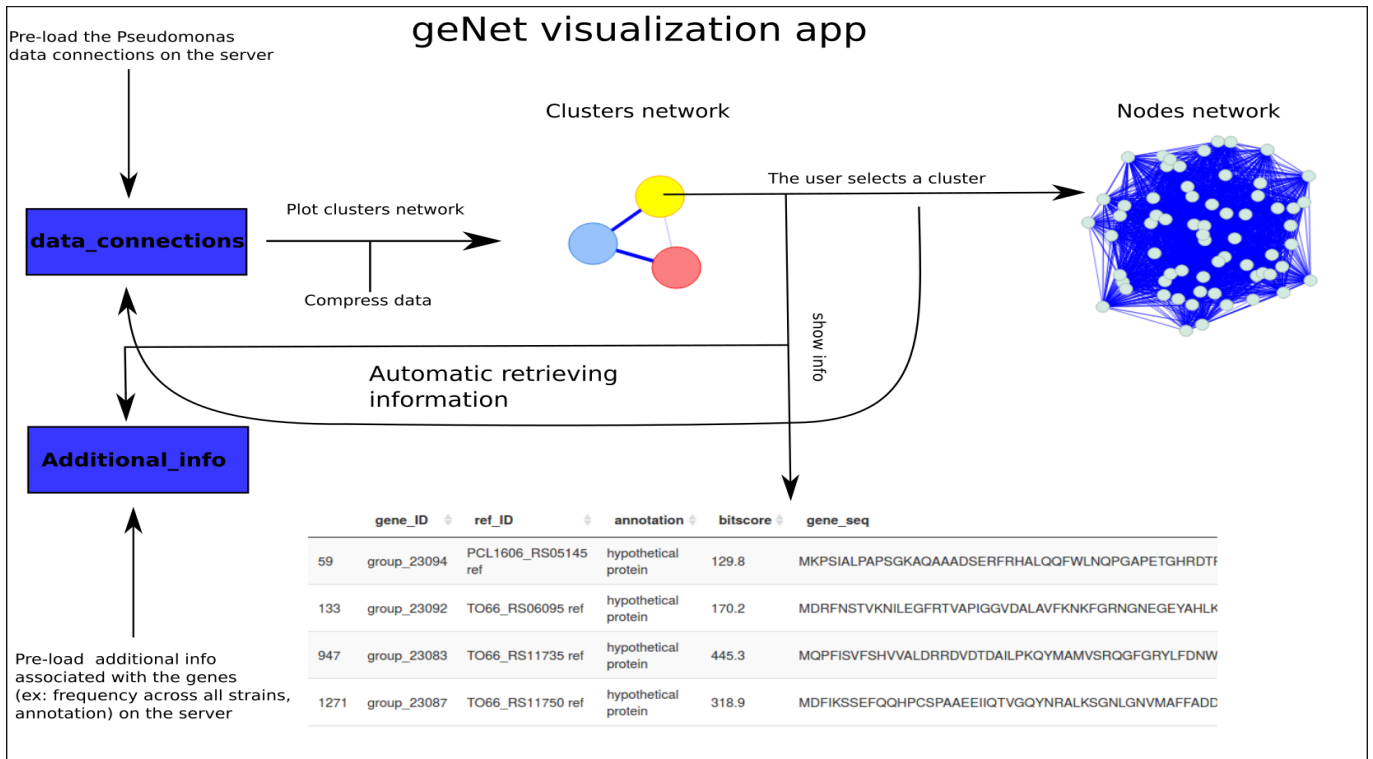 geNet visualization app
Pre-load the Pseudomonas
data connections on the server
Clusters network
Nodes network
The user selects a cluster
Plot clusters network
data_connections
Compress data
show info
Automatic retrieving
information
Additional_info
Pre-load  additional info
associated with the genes
(ex: frequency across all strains,
annotation) on the server
gene_ID ref_ID annotation bitscore gene_seq
59 group_23094 PCL1606_RS05145 ref hypothetical protein 129.8 MKPSIALPAPSGKAQAAADSERFRHALQQFWLNQPGAPETGHRDTF
133 group_23092 TO66_RS06095 ref hypothetical protein 170.2 MDRFNSTVKNILEGFRTVAPIGGVDALAVFKNKFGRNGNEGEYAHLK
947 group_23083 TO66_RS11735 ref hypothetical protein 445.3 MQPFISVFSHVVALDRRDVDTDAILPKQYMAMVSRQGFGRYLFDNW
1271 group_23087 TO66_RS11750 ref hypothetical protein 318.9 MDFIKSSEFQQHPCSPAAEEIIQTVGQYNRALKSGNLGNVMAFFADD